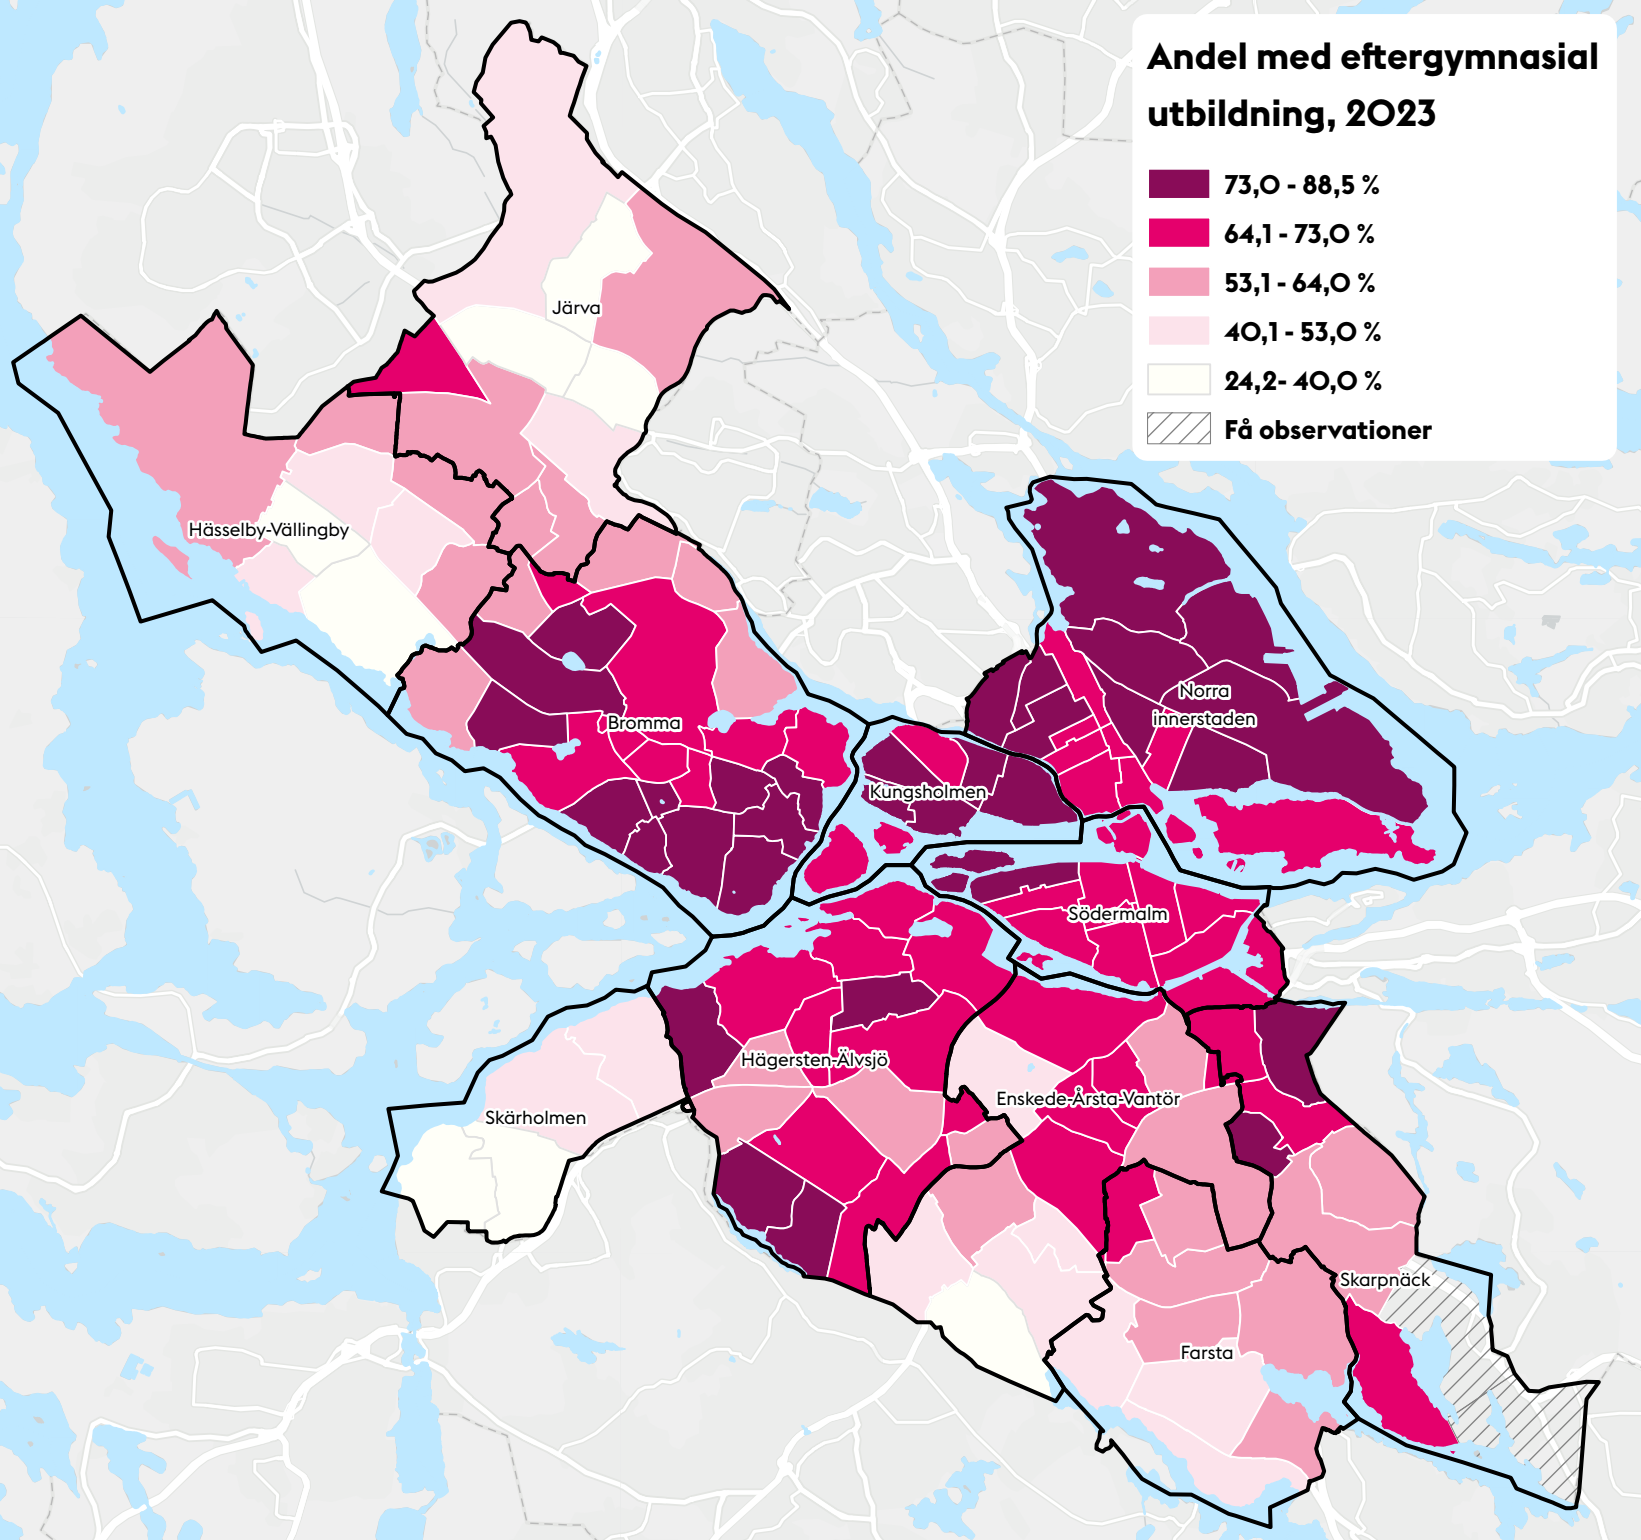 Andel med eftergymnasial
utbildning, 2023
73,0 - 88,5 %
64,1 - 73,0 %
53,1 - 64,0 %
40,1 - 53,0 %
24,2- 40,0 %
Få observationer
Järva
Hässelby-Vällingby
Bromma
Norra
innerstaden
Kungsholmen
Södermalm
Hägersten-Älvsjö
Enskede-Årsta-Vantör
Skärholmen
Skarpnäck
Farsta